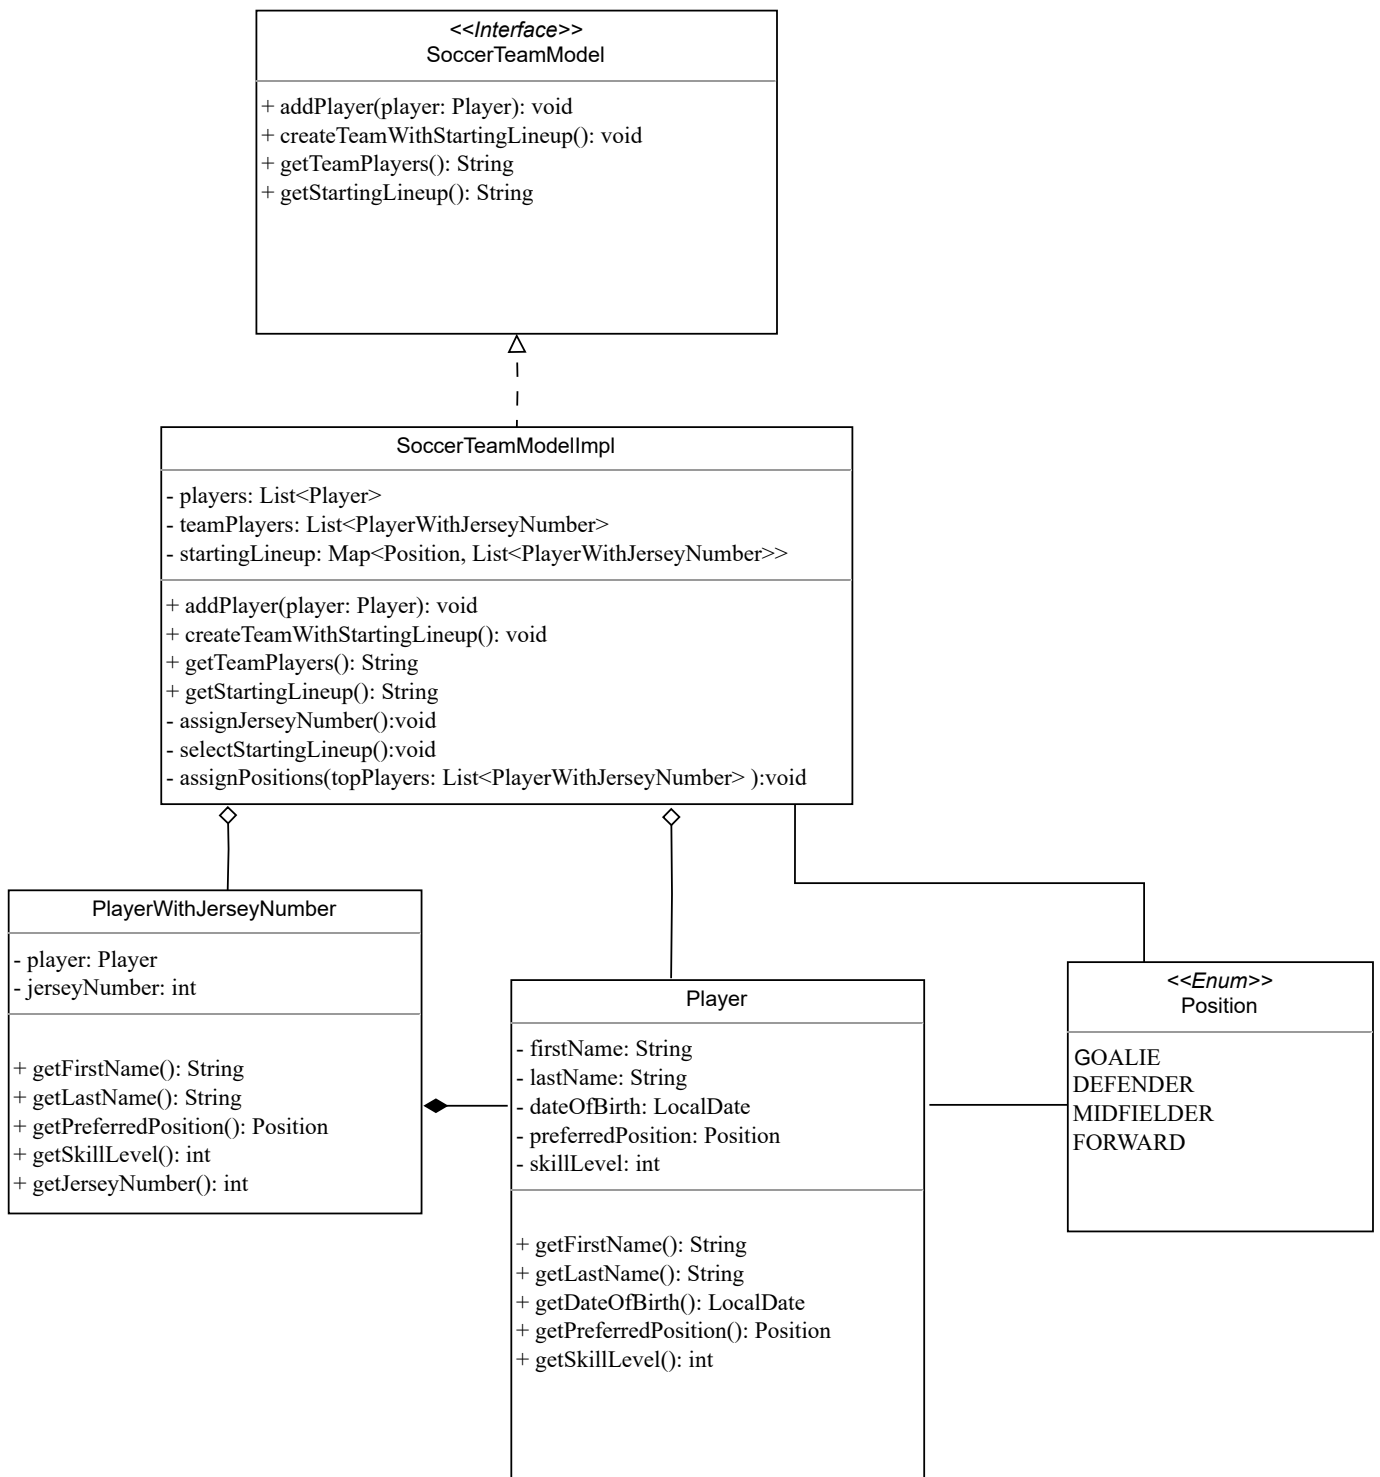 <<Interface>>
SoccerTeamModel
+ addPlayer(player: Player): void
+ createTeamWithStartingLineup(): void
+ getTeamPlayers(): String
+ getStartingLineup(): String
SoccerTeamModelImpl
- players: List<Player>
- teamPlayers: List<PlayerWithJerseyNumber>
- startingLineup: Map<Position, List<PlayerWithJerseyNumber>>
+ addPlayer(player: Player): void
+ createTeamWithStartingLineup(): void
+ getTeamPlayers(): String
+ getStartingLineup(): String
- assignJerseyNumber():void
- selectStartingLineup():void
- assignPositions(topPlayers: List<PlayerWithJerseyNumber> ):void
PlayerWithJerseyNumber
- player: Player
- jerseyNumber: int
+ getFirstName(): String
+ getLastName(): String
+ getPreferredPosition(): Position
+ getSkillLevel(): int
+ getJerseyNumber(): int
Player
- firstName: String
- lastName: String
- dateOfBirth: LocalDate
- preferredPosition: Position
- skillLevel: int
+ getFirstName(): String
+ getLastName(): String
+ getDateOfBirth(): LocalDate
+ getPreferredPosition(): Position
+ getSkillLevel(): int
<<Enum>>
Position
GOALIE
DEFENDER
MIDFIELDER
FORWARD